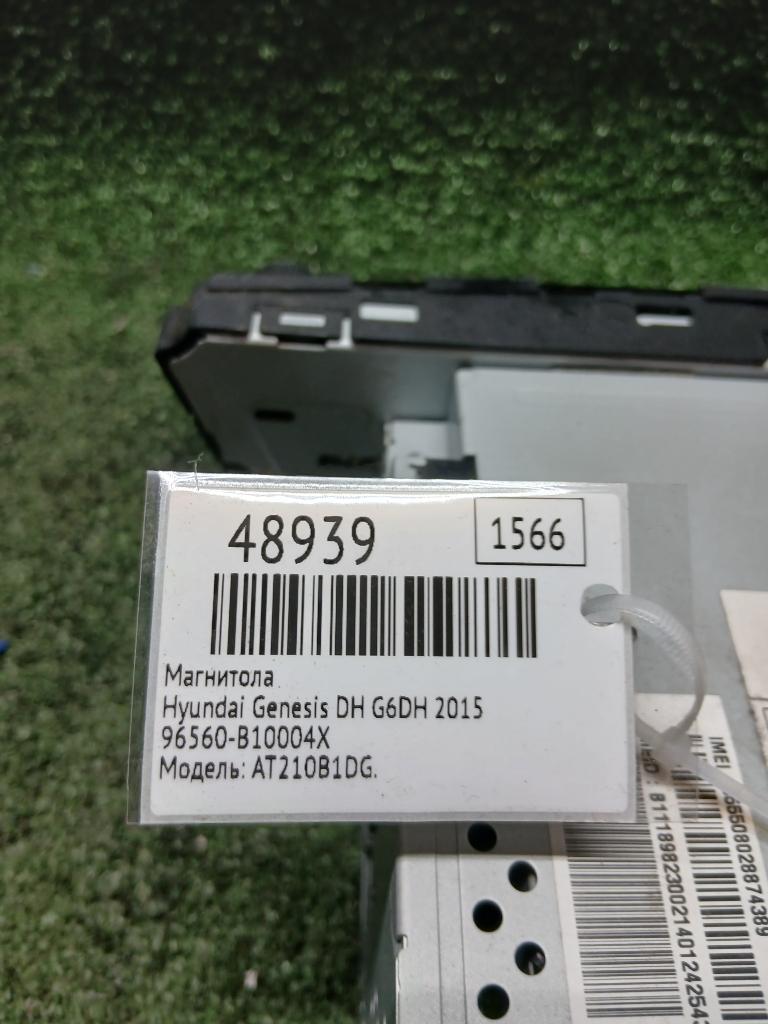 48939
1566
Магнитола
Hyundai Genesis DH G6DH 2015
96560-B10004X
Модель: AT210B1DG.
IMEI